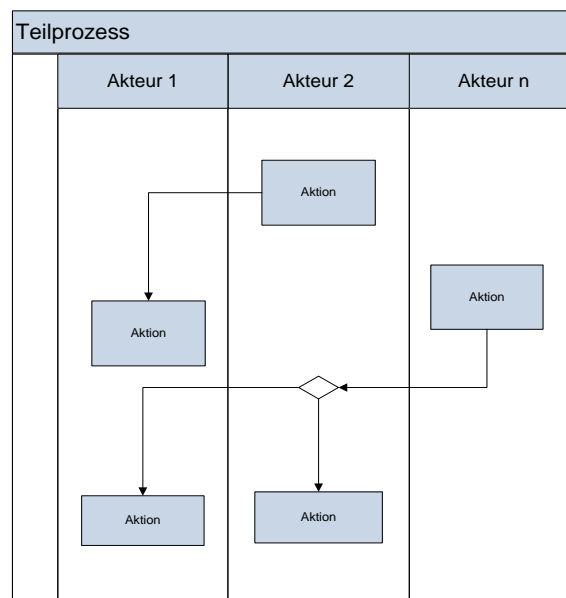 Teilprozess
Akteur 1
Akteur 2
Akteur n
Aktion
Aktion
Aktion
Aktion
Aktion